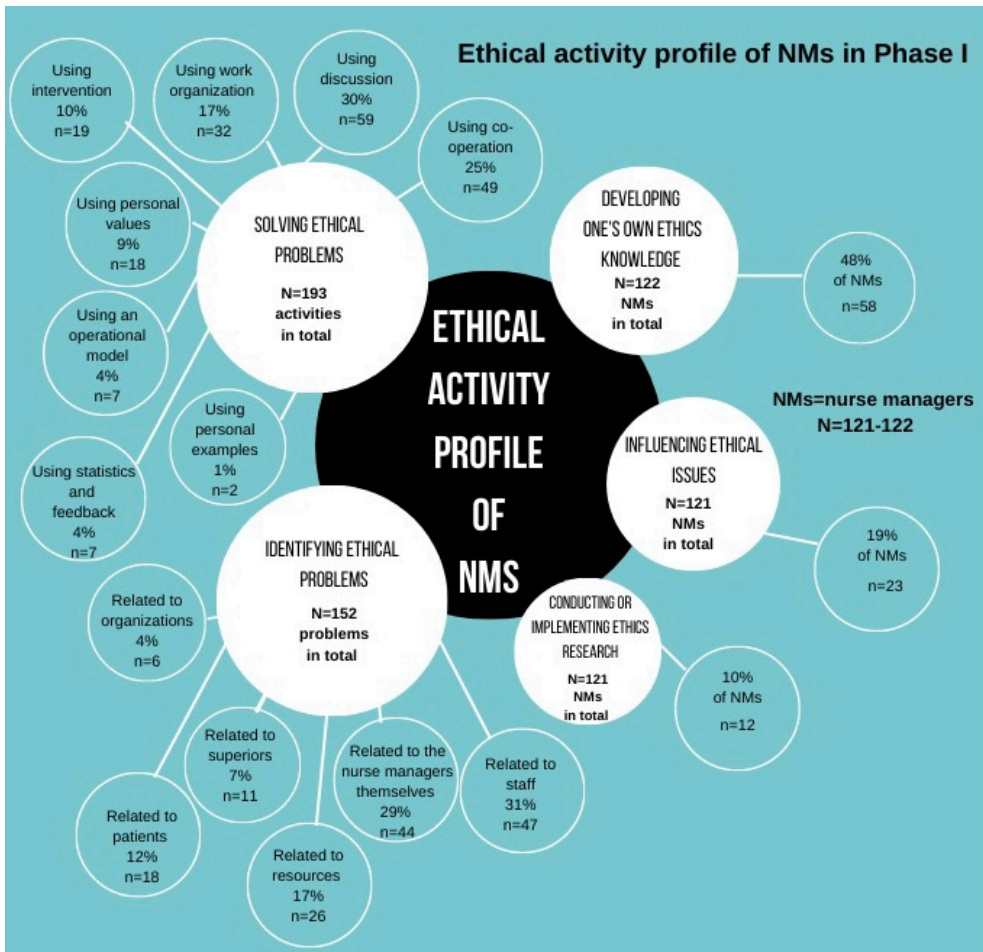 Ethical activity profile of NMs in Phase I
Using
intervention
10%
n=19
Using work
organization
17%
n=32
Using
discussion
30%
n=59
Using co-
operation
25%
n=49
Using personal
values
9%
n=18
Using an
operational
model
4%
n=7
Using statistics
and
feedback
4%
n=7
Using
personal
examples
1%
n=2
SOLVING ETHICAL
PROBLEMS
N=193
activities
in total
DEVELOPING
ONE'S OWN ETHICS
KNOWLEDGE
N=122
NMs
in total
48%
of NMs
n=58
ETHICAL
ACTIVITY
PROFILE
OF
NMS
NMs=nurse managers
N=121-122
INFLUENCING ETHICAL
ISSUES
N=121
NMs
in total
19%
of NMs
n=23
IDENTIFYING ETHICAL
PROBLEMS
N=152
problems
in total
CONDUCTING OR
IMPLEMENTING ETHICS
RESEARCH
N=121
NMs
in total
10%
of NMs
n=12
Related to
organizations
4%
n=6
Related to
patients
12%
n=18
Related to
superiors
7%
n=11
Related to
resources
17%
n=26
Related to the
nurse managers
themselves
29%
n=44
Related to
staff
31%
n=47